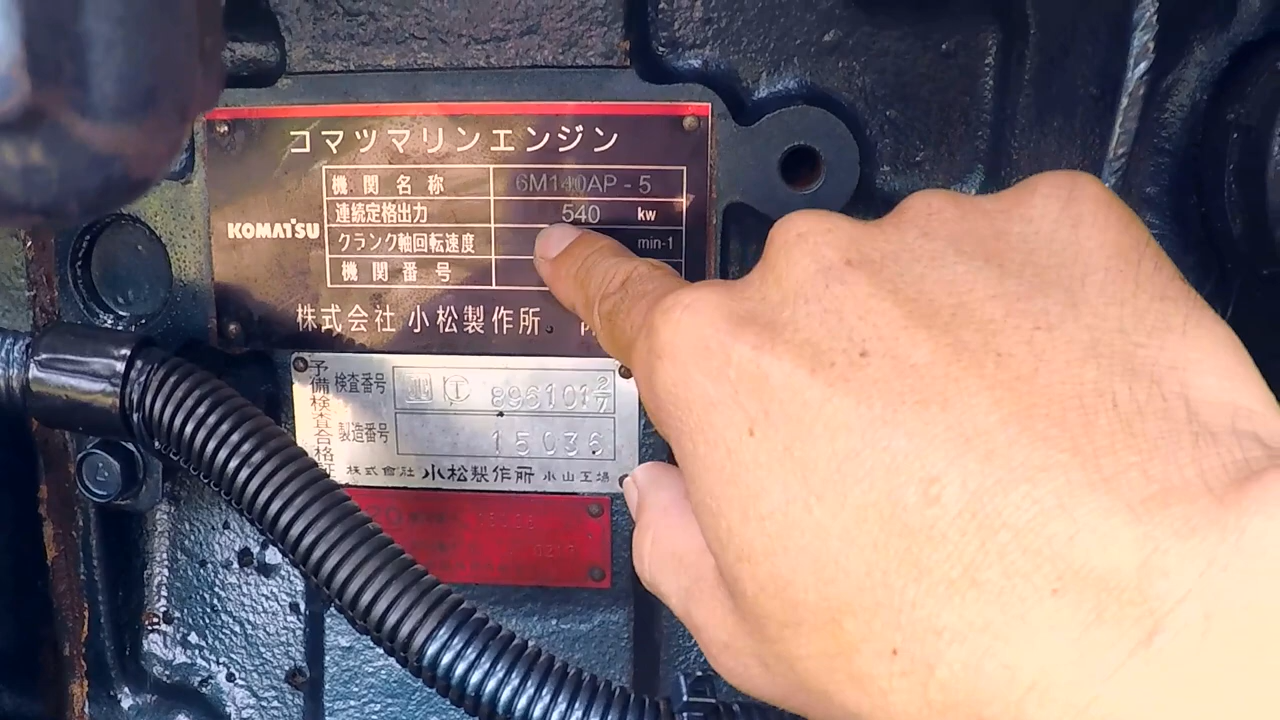 コマツマリンエンジン
機関名称 6M140AP-5
連続定格出力 540 kw
KOMATSU
クランク軸回転速度 min-1
機関番号
株式会社 小松製作所
予備検査合格証
検査番号 896101 2/7
製造番号 15036
株式會社 小松製作所 小山工場